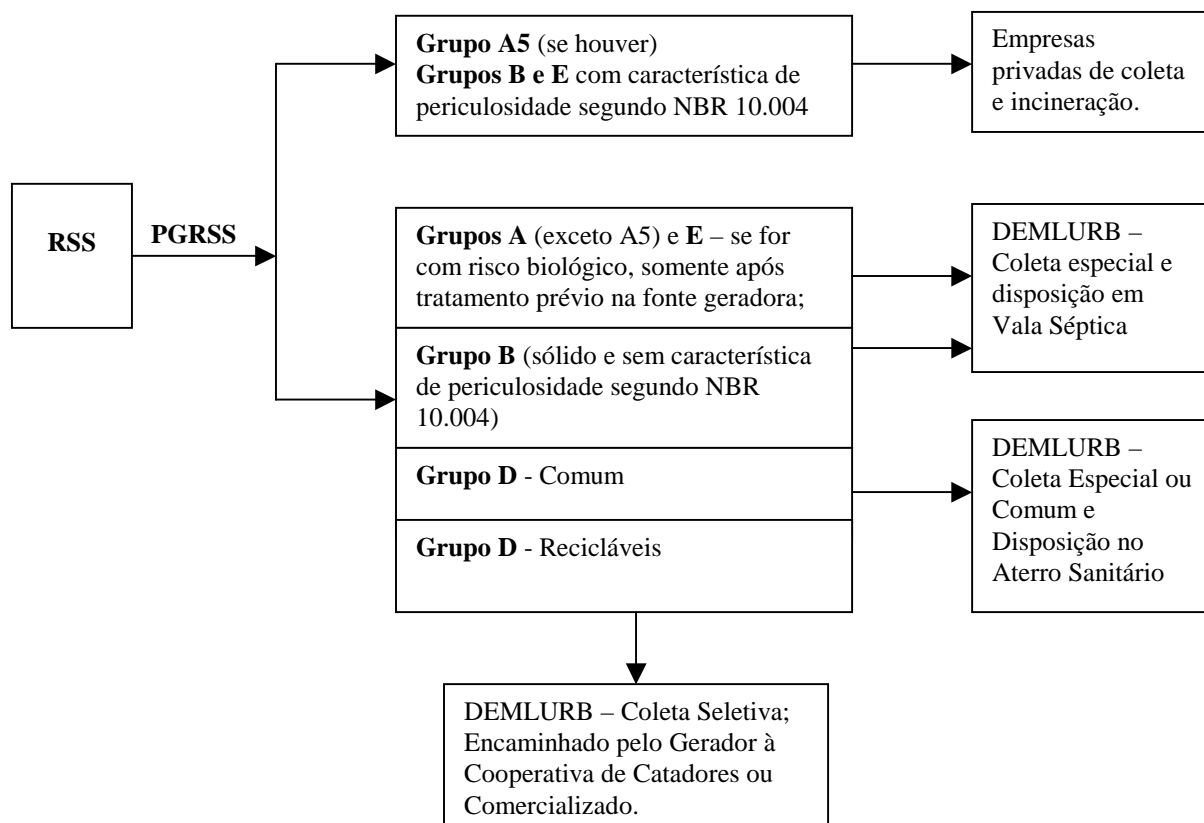 Grupo A5 (se houver)
Grupos B e E com característica de
periculosidade segundo NBR 10.004
Empresas
privadas de coleta
e incineração.
RSS
PGRSS
Grupos A (exceto A5) e E – se for
com risco biológico, somente após
tratamento prévio na fonte geradora;
DEMLURB –
Coleta especial e
disposição em
Vala Séptica
Grupo B (sólido e sem característica
de periculosidade segundo NBR
10.004)
Grupo D - Comum
DEMLURB –
Coleta Especial ou
Comum e
Disposição no
Aterro Sanitário
Grupo D - Recicláveis
DEMLURB – Coleta Seletiva;
Encaminhado pelo Gerador à
Cooperativa de Catadores ou
Comercializado.